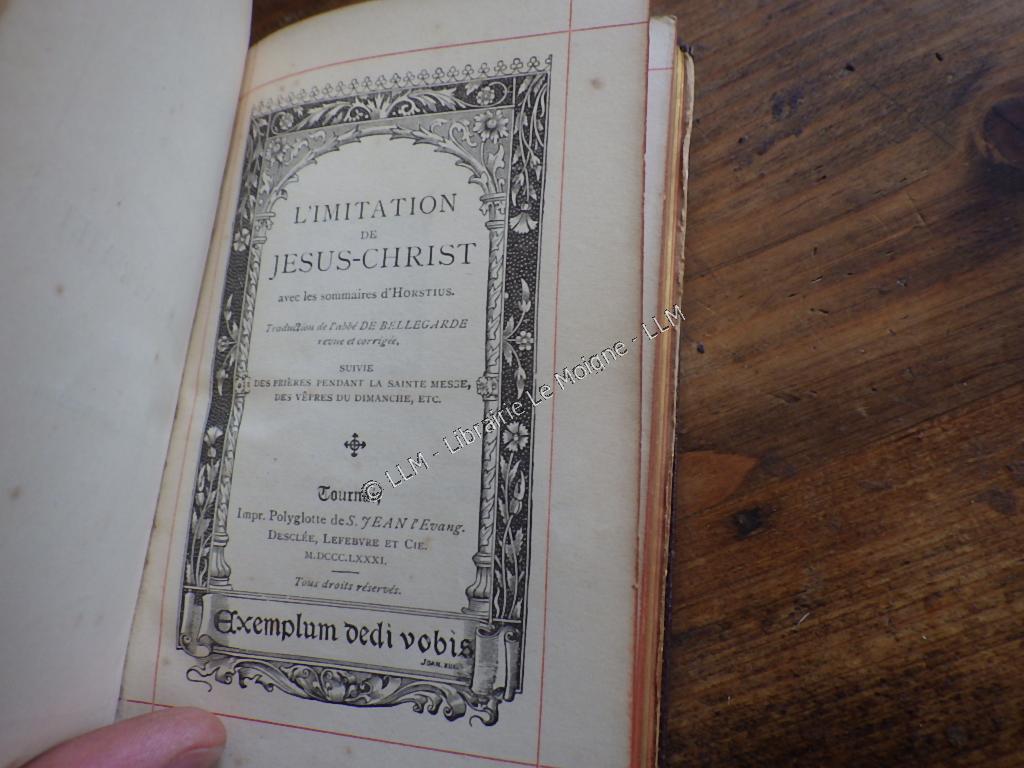 L'IMITATION
DE
JESUS-CHRIST
avec les sommaires d'HORSTIUS.
Traduction de l'abbé DE BELLEGARDE
revue et corrigée,
SUIVIE
DES PRIÈRES PENDANT LA SAINTE MESSE,
DES VÊPRES DU DIMANCHE, ETC.
Impr. Polyglotte de S. JEAN l'Evang.
DESCLÉE, LEFEBVRE ET CIE.
M.DCCC.LXXXI.
Tous droits réservés.
Exemplum dedi vobis
JOAN. XIII.
© LLM - Librairie Le Moigne - LLM